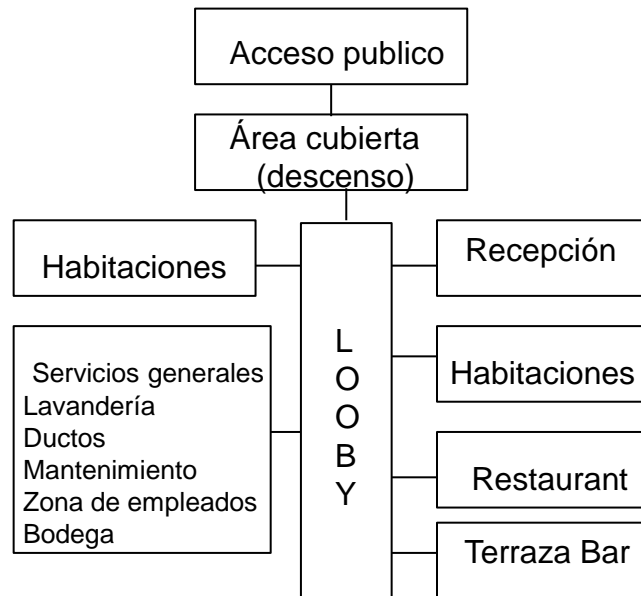 Acceso publico
Área cubierta
(descenso)
Habitaciones
Recepción
L
O
O
B
Y
Servicios generales
Lavandería
Ductos
Mantenimiento
Zona de empleados
Bodega
Habitaciones
Restaurant
Terraza Bar